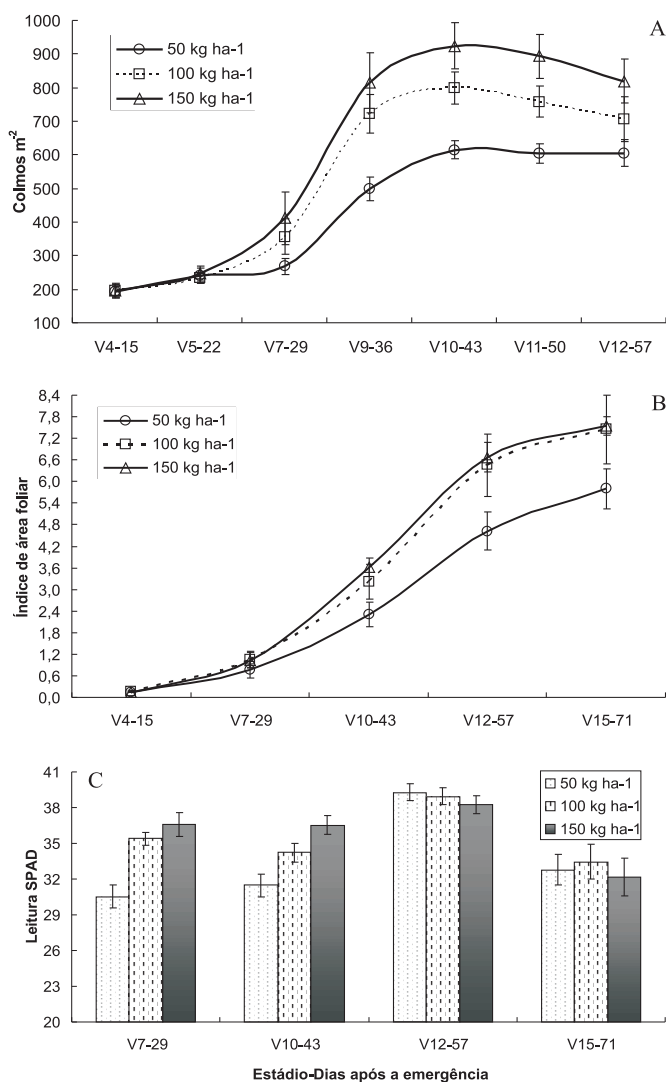 A
1000
900
800
700
600
500
400
300
200
100
Colmos m-2
50 kg ha-1
100 kg ha-1
150 kg ha-1
V4-15 V5-22 V7-29 V9-36 V10-43 V11-50 V12-57
B
8,4
7,8
7,2
6,6
6,0
5,4
4,8
4,2
3,6
3,0
2,4
1,8
1,2
0,6
0,0
Índice de área foliar
50 kg ha-1
100 kg ha-1
150 kg ha-1
V4-15 V7-29 V10-43 V12-57 V15-71
C
41
38
35
32
29
26
23
20
Leitura SPAD
50 kg ha-1
100 kg ha-1
150 kg ha-1
V7-29 V10-43 V12-57 V15-71
Estádio-Dias após a emergência